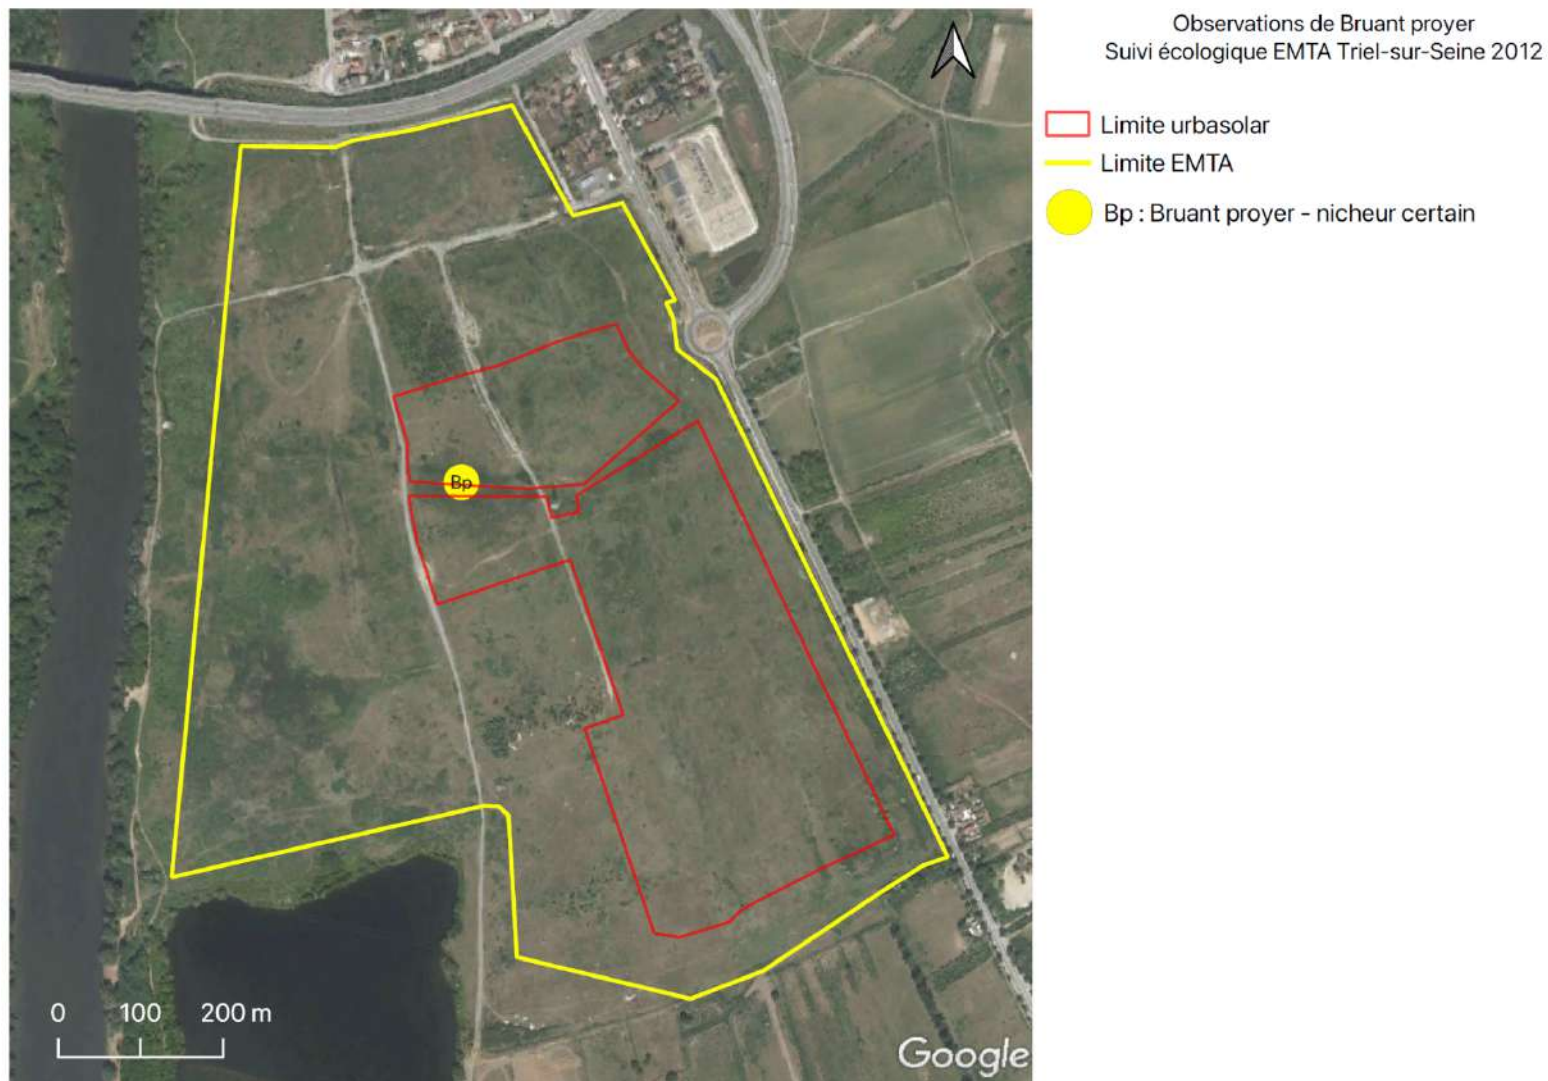 Observations de Bruant proyer
Suivi écologique EMTA Triel-sur-Seine 2012
Limite urbasolar
Limite EMTA
Bp : Bruant proyer - nicheur certain
Bp
0 100 200 m
Google